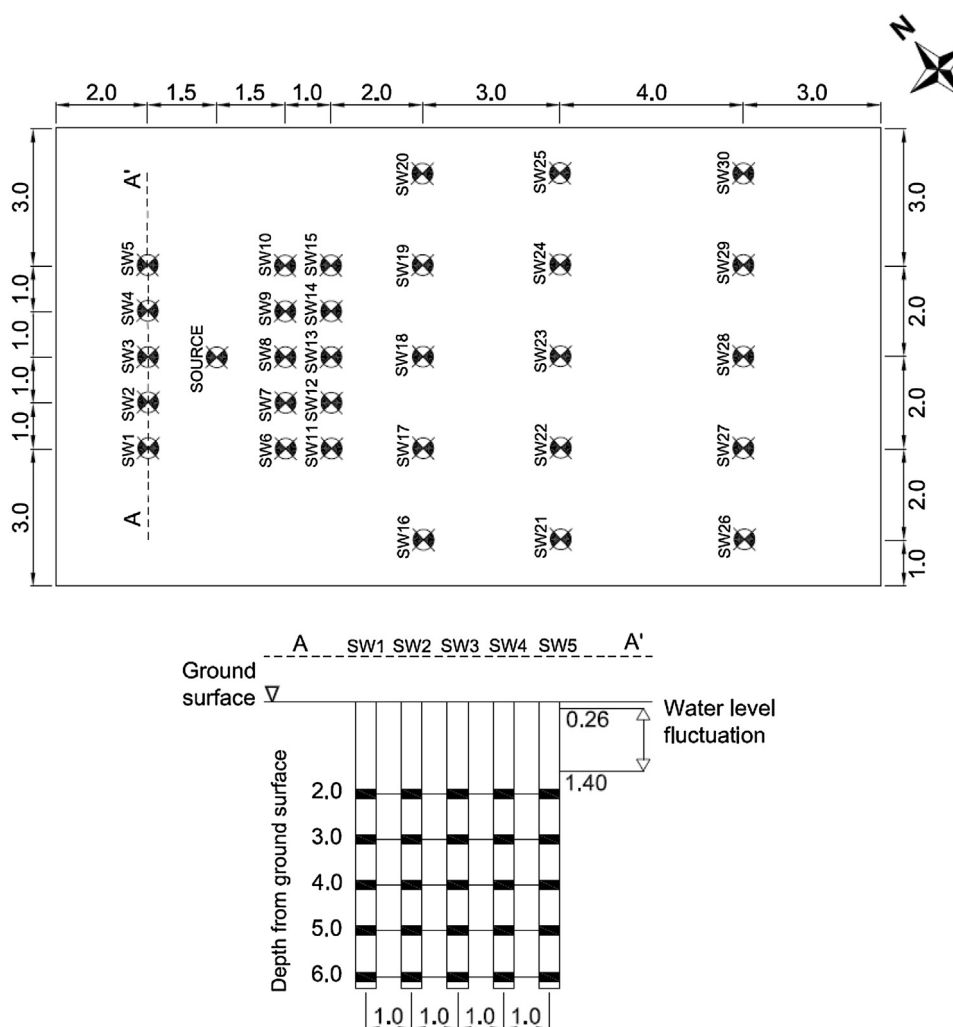 N
2.0 1.5 1.5 1.0 2.0 3.0 4.0 3.0
3.0
1.0
1.0
1.0
1.0
3.0
A'
SW5
SW4
SW3
SW2
SW1
A
SOURCE
SW10
SW9
SW8
SW7
SW6
SW15
SW14
SW13
SW12
SW11
SW20
SW19
SW18
SW17
SW16
SW25
SW24
SW23
SW22
SW21
SW30
SW29
SW28
SW27
SW26
3.0
2.0
2.0
2.0
1.0
A SW1 SW2 SW3 SW4 SW5 A'
Ground
surface
0.26
1.40
Water level
fluctuation
Depth from ground surface
2.0
3.0
4.0
5.0
6.0
1.0 1.0 1.0 1.0